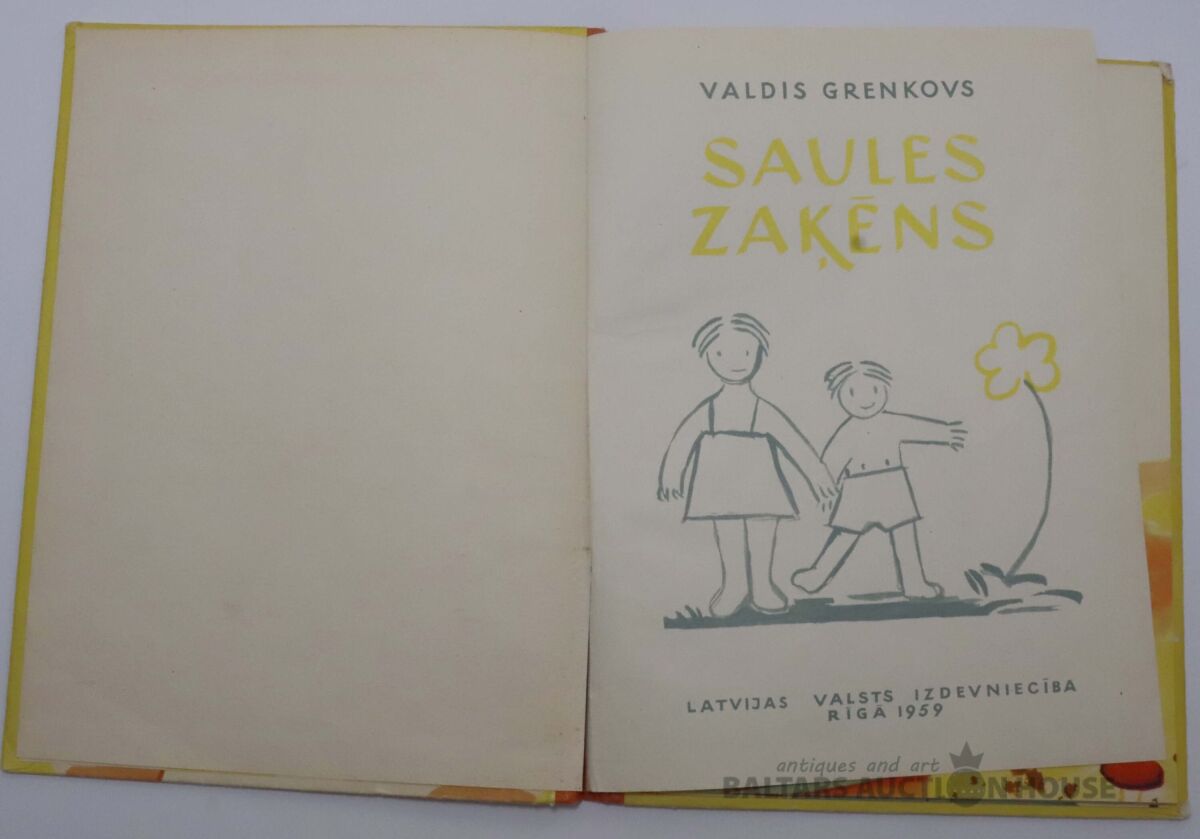 VALDIS GRENKOVS
SAULES
ZAĶĒNS
LATVIJAS VALSTS IZDEVNIECĪBA
RĪGĀ 1959
antiques and art
BALTARS AUCTION HOUSE